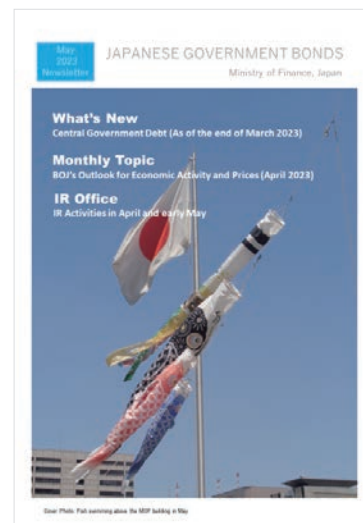 May
2023
Newsletter
JAPANESE GOVERNMENT BONDS
Ministry of Finance, Japan
What's New
Central Government Debt (As of the end of March 2023)
Monthly Topic
BOJ's Outlook for Economic Activity and Prices (April 2023)
IR Office
IR Activities in April and early May
Cover Photo: Fish swimming above the MOF building in May